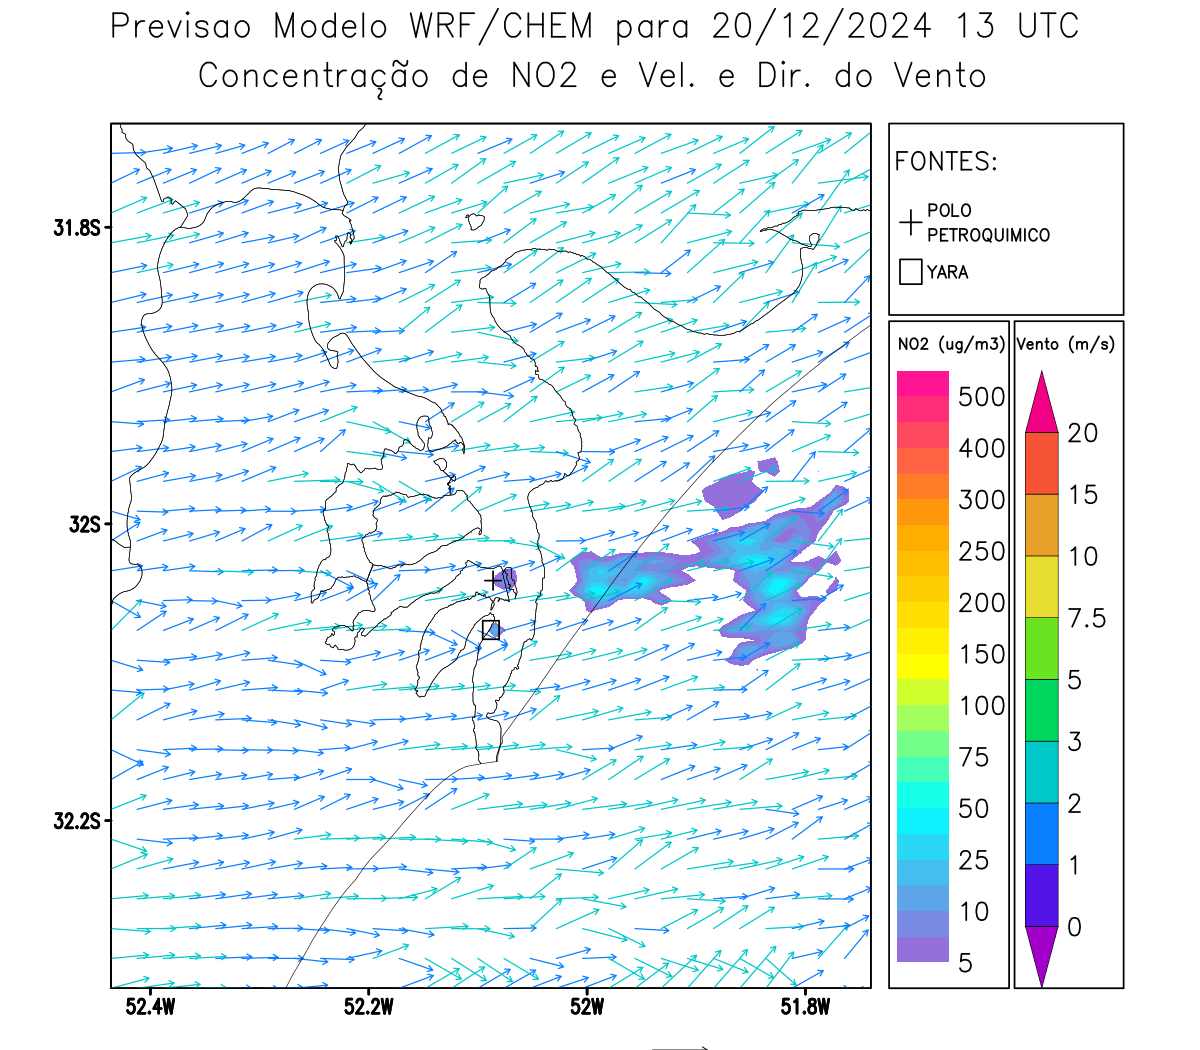 Previsao Modelo WRF/CHEM para 20/12/2024 13 UTC
Concentração de NO2 e Vel. e Dir. do Vento
FONTES:
POLO
PETROQUIMICO
YARA
NO2 (ug/m3)
500
400
300
250
200
150
100
75
50
25
10
5
Vento (m/s)
20
15
10
7.5
5
3
2
1
0
31.8S
32S
32.2S
52.4W
52.2W
52W
51.8W